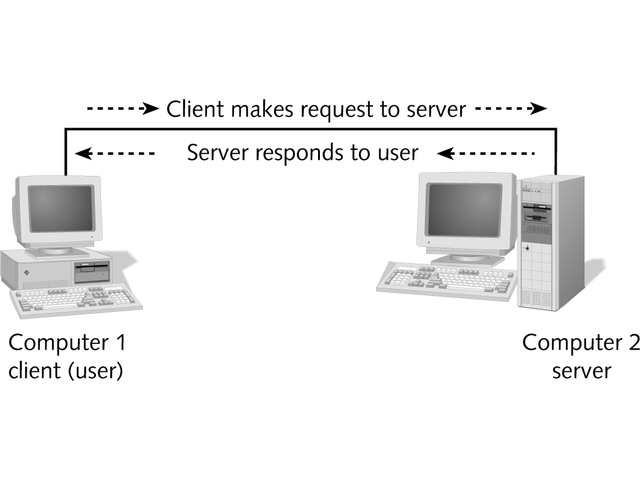 Client makes request to server
Server responds to user
Computer 1
client (user)
Computer 2
server